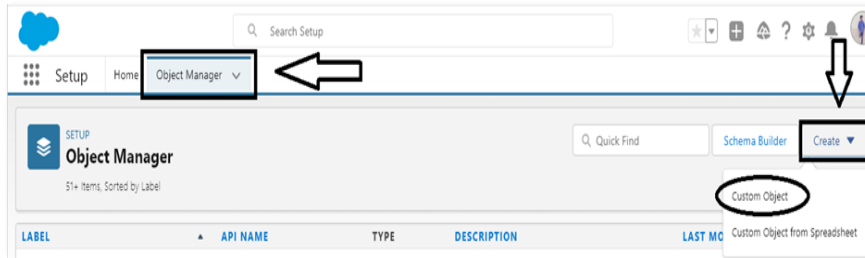 Search Setup
Setup Home Object Manager
SETUP
Object Manager
51+ Items, Sorted by Label
Quick Find
Schema Builder
Create
Custom Object
Custom Object from Spreadsheet
LABEL API NAME TYPE DESCRIPTION LAST MO